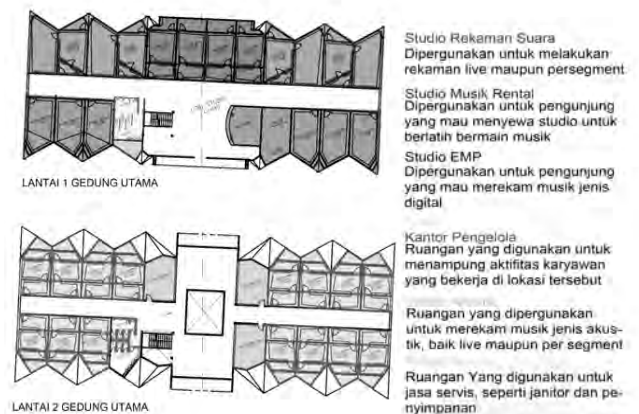 Studio Rekaman Suara
Dipergunakan untuk melakukan
rekaman live maupun persegment
Studio Musik Rental
Dipergunakan untuk pengunjung
yang mau menyewa studio untuk
berlatih bermain musik
Studio EMP
Dipergunakan untuk pengunjung
yang mau merekam musik jenis
digital
LANTAI 1 GEDUNG UTAMA
Kantor Pengelola
Ruangan yang digunakan untuk
menampung aktifitas karyawan
yang bekerja di lokasi tersebut
Ruangan yang dipergunakan
untuk merekam musik jenis akus-
tik, baik live maupun per segment
Ruangan Yang digunakan untuk
jasa servis, seperti janitor dan pe-
nyimpanan
LANTAI 2 GEDUNG UTAMA